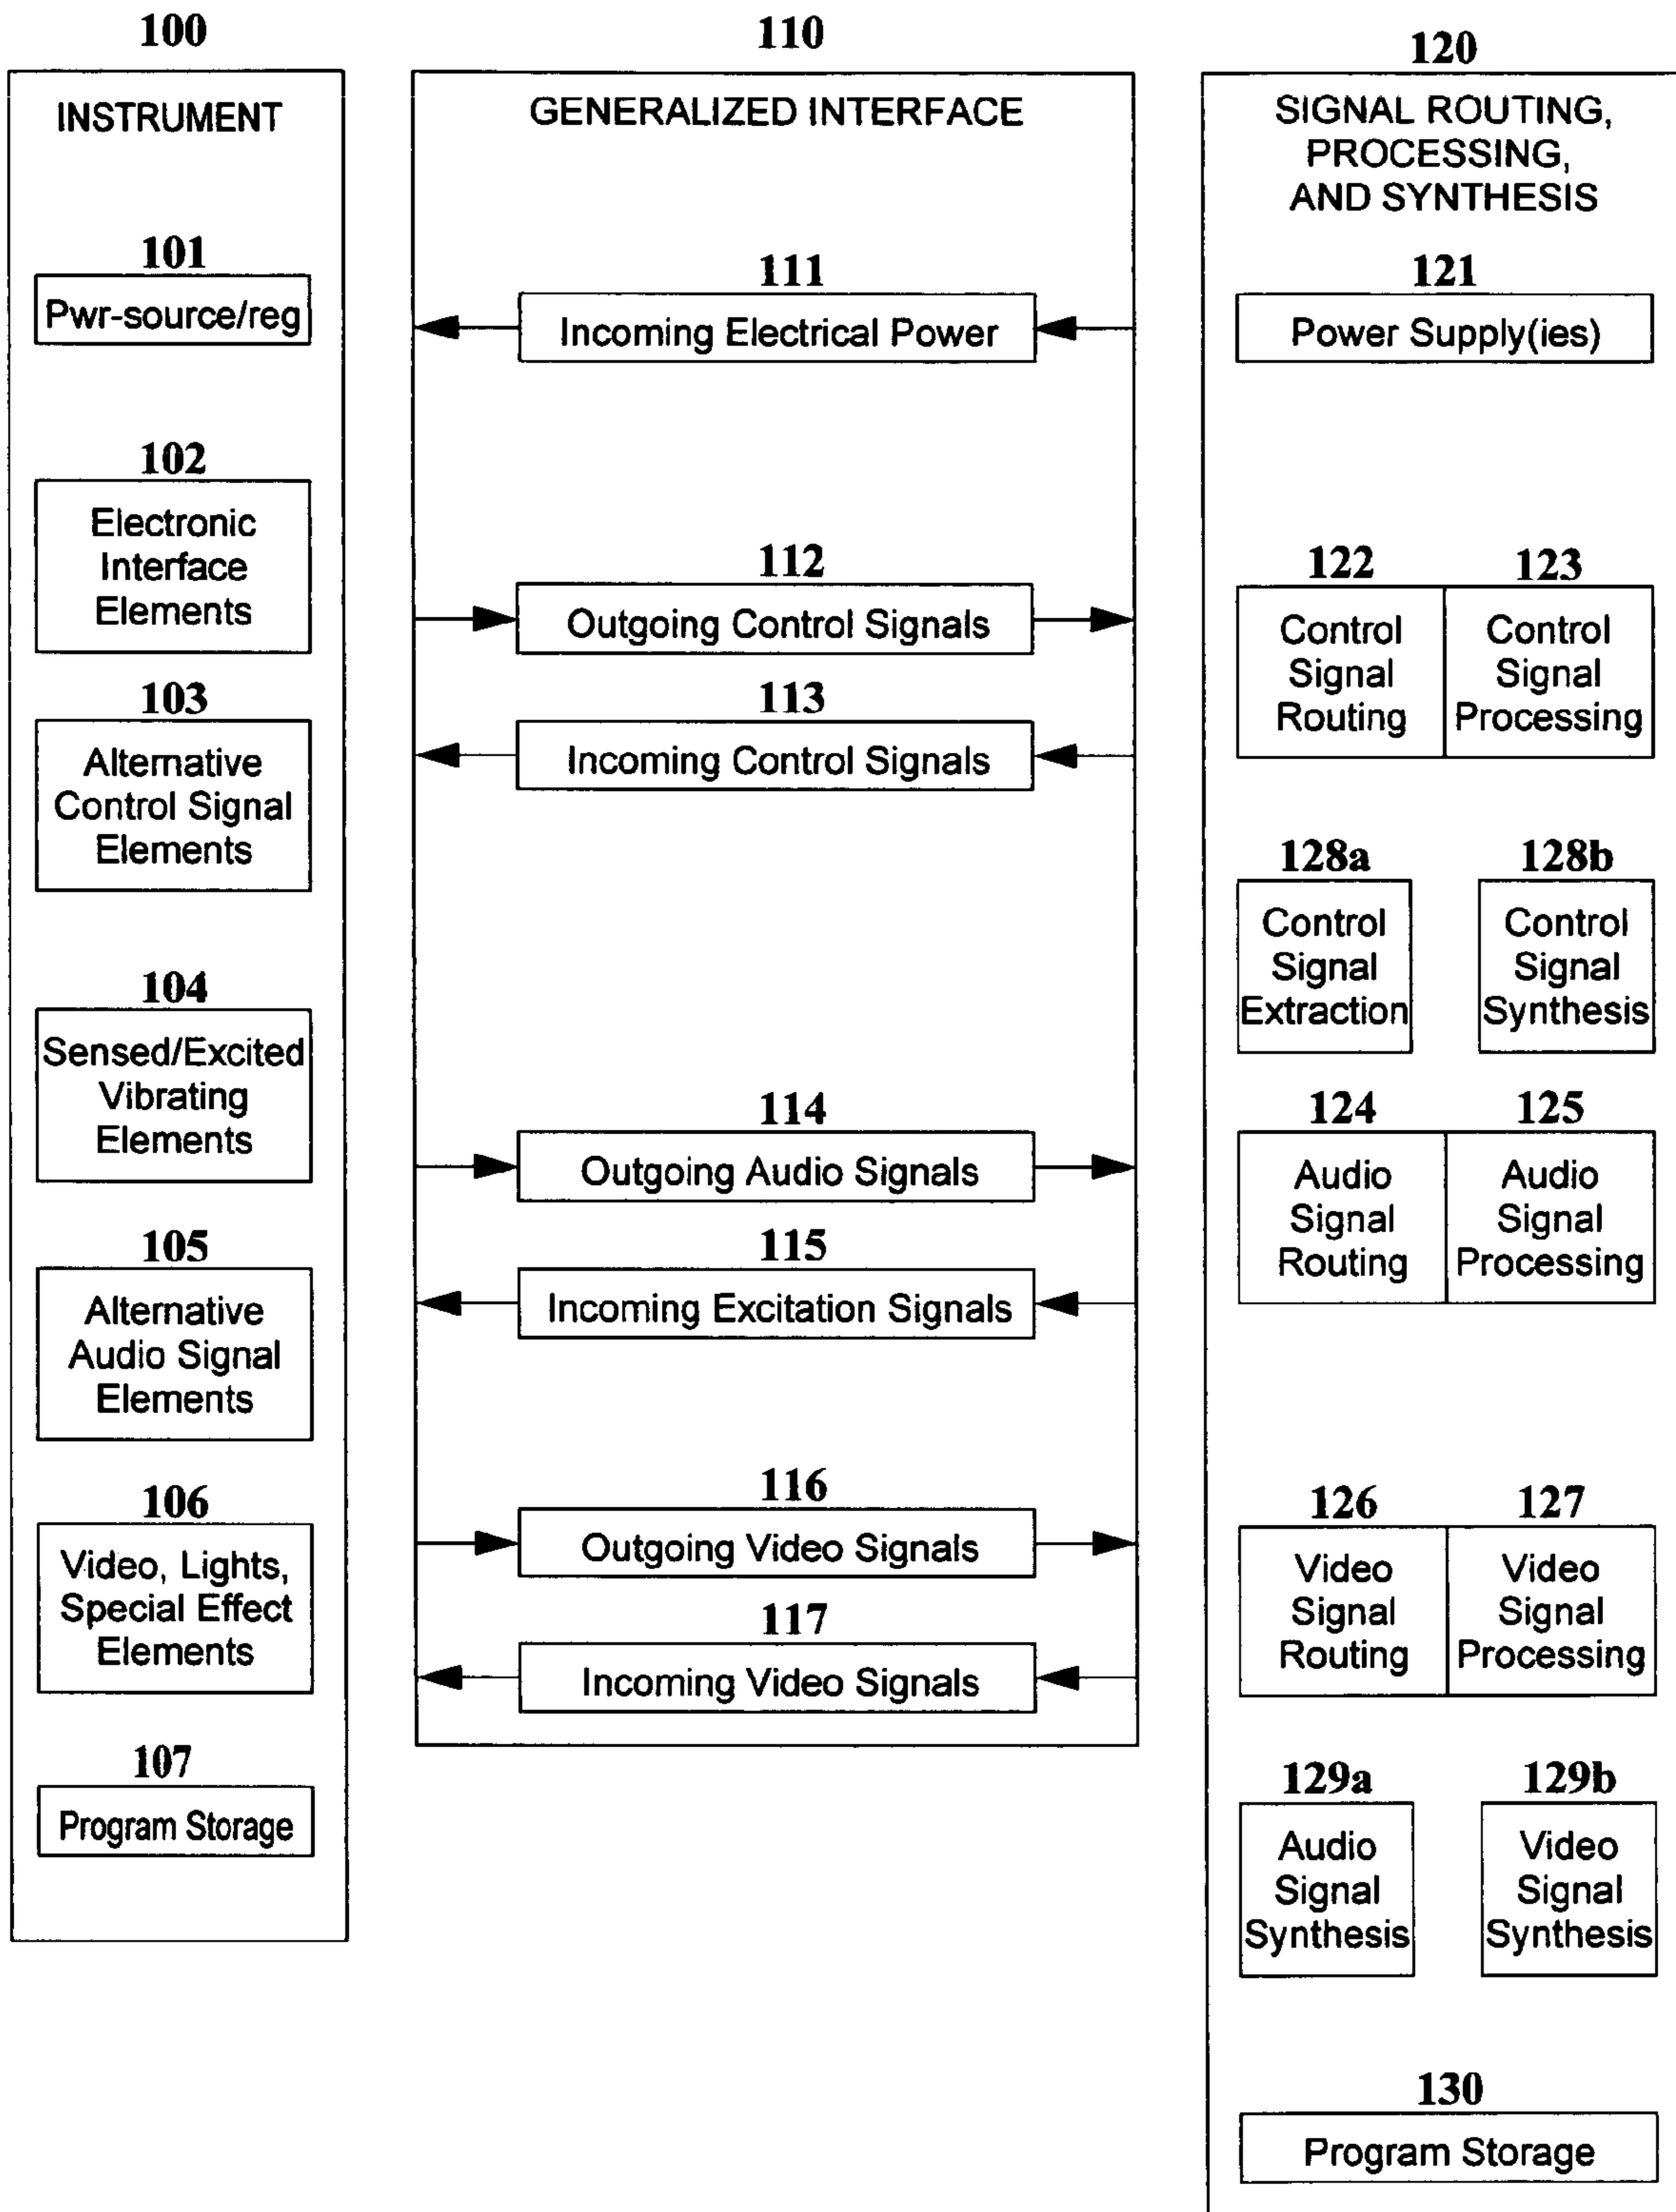 100
INSTRUMENT
101
Pwr-source/reg
102
Electronic
Interface
Elements
103
Alternative
Control Signal
Elements
104
Sensed/Excited
Vibrating
Elements
105
Alternative
Audio Signal
Elements
106
Video, Lights,
Special Effect
Elements
107
Program Storage
110
GENERALIZED INTERFACE
111
Incoming Electrical Power
112
Outgoing Control Signals
113
Incoming Control Signals
114
Outgoing Audio Signals
115
Incoming Excitation Signals
116
Outgoing Video Signals
117
Incoming Video Signals
120
SIGNAL ROUTING,
PROCESSING,
AND SYNTHESIS
121
Power Supply(ies)
122
Control
Signal
Routing
123
Control
Signal
Processing
128a
Control
Signal
Extraction
128b
Control
Signal
Synthesis
124
Audio
Signal
Routing
125
Audio
Signal
Processing
126
Video
Signal
Routing
127
Video
Signal
Processing
129a
Audio
Signal
Synthesis
129b
Video
Signal
Synthesis
130
Program Storage